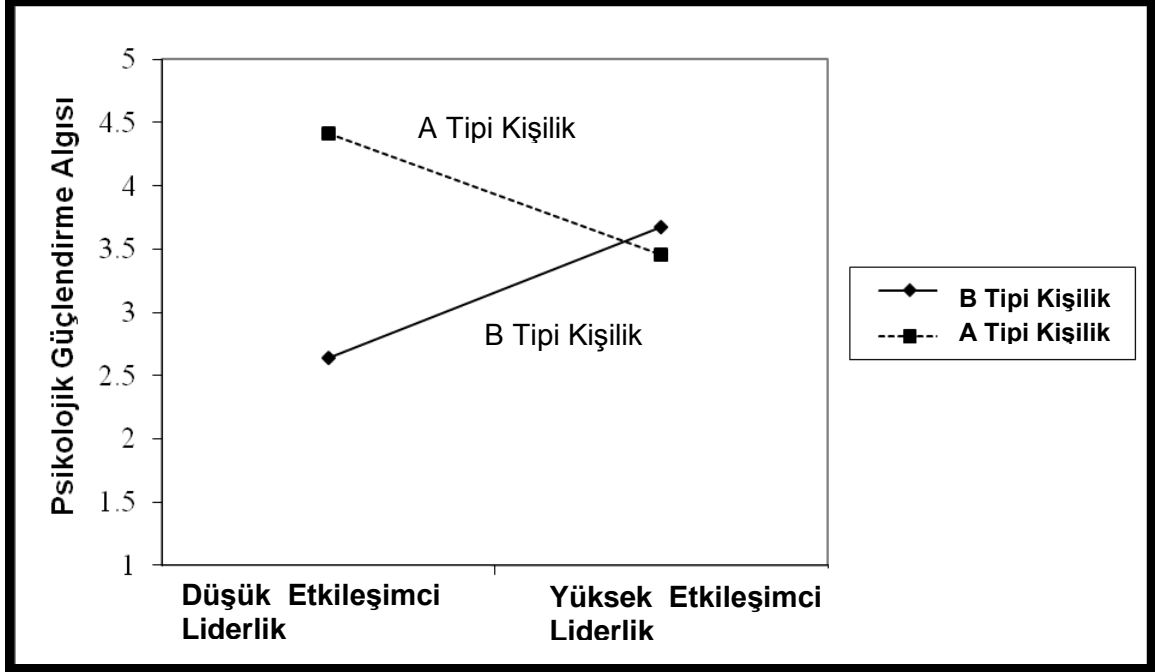 Psikolojik Güçlendirme Algısı
5
4.5
4
3.5
3
2.5
2
1.5
1
A Tipi Kişilik
B Tipi Kişilik
Düşük Etkileşimci
Liderlik
Yüksek Etkileşimci
Liderlik
B Tipi Kişilik
A Tipi Kişilik